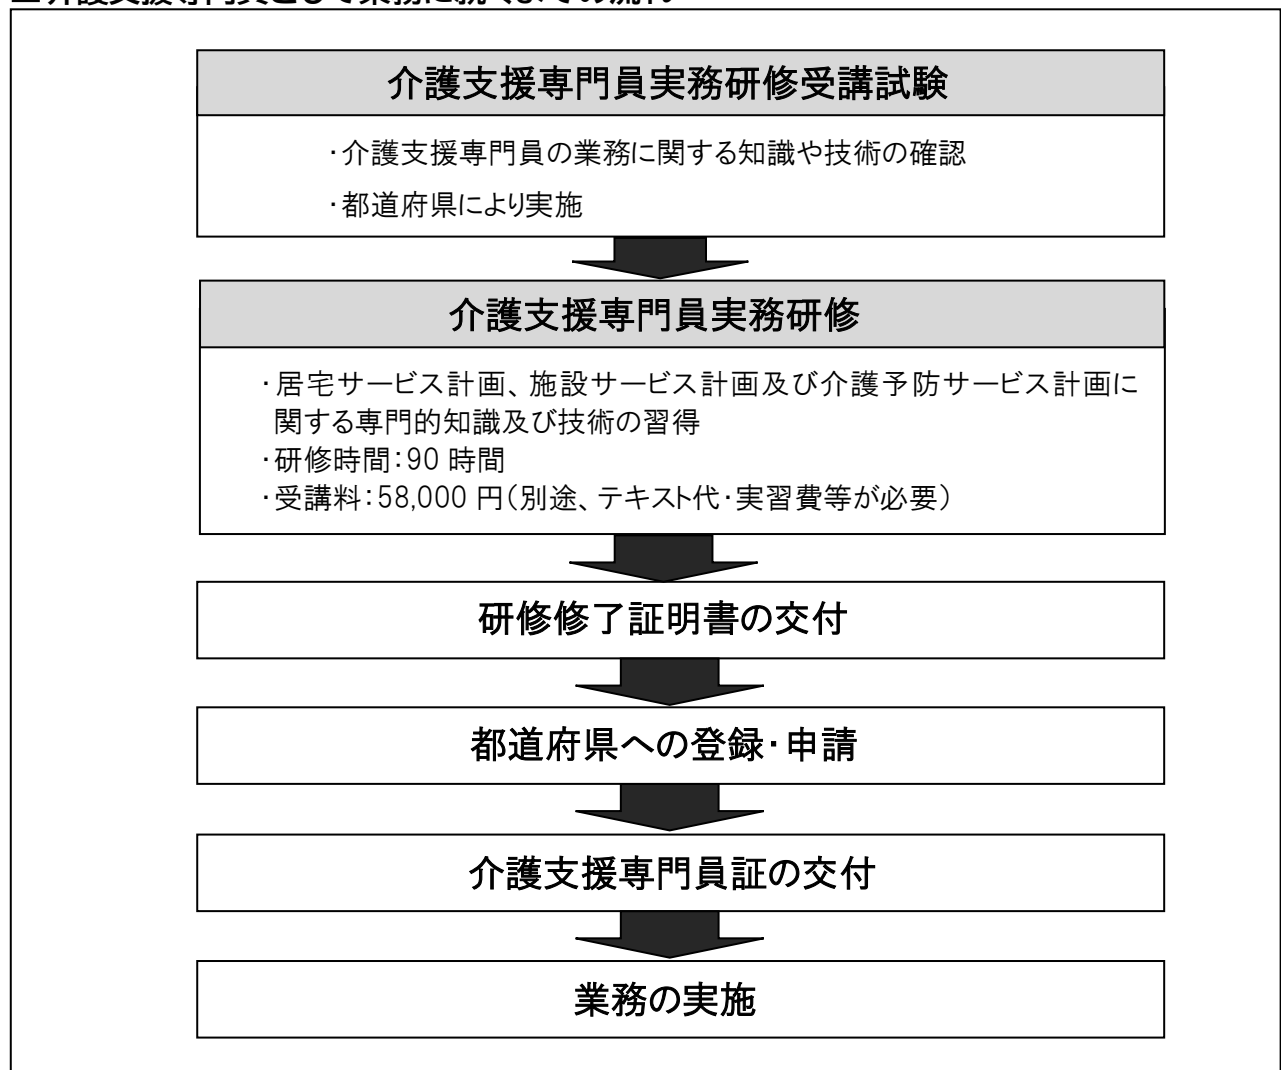 介護支援専門員実務研修受講試験
・介護支援専門員の業務に関する知識や技術の確認
・都道府県により実施
介護支援専門員実務研修
・居宅サービス計画、施設サービス計画及び介護予防サービス計画に
関する専門的知識及び技術の習得
・研修時間：90 時間
・受講料：58,000 円（別途、テキスト代・実習費等が必要）
研修修了証明書の交付
都道府県への登録・申請
介護支援専門員証の交付
業務の実施